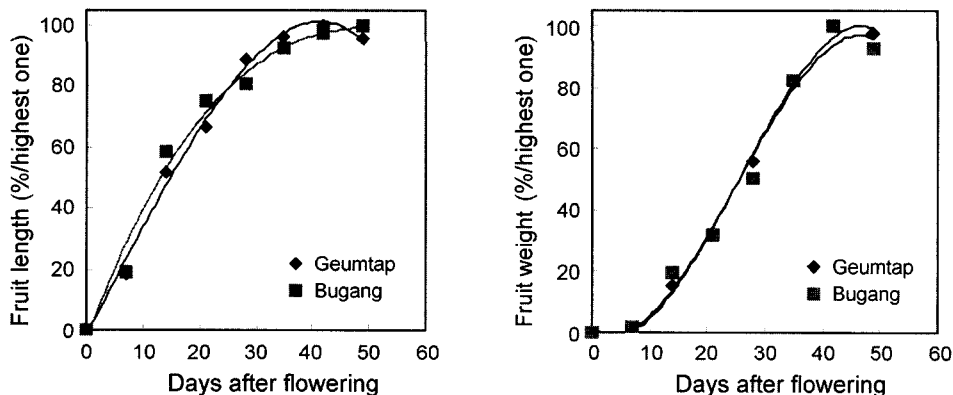 Fruit length (%/highest one)
100
80
60
40
20
0
0 10 20 30 40 50 60
Days after flowering
Geumtap
Bugang
Fruit weight (%/highest one)
100
80
60
40
20
0
0 10 20 30 40 50 60
Days after flowering
Geumtap
Bugang